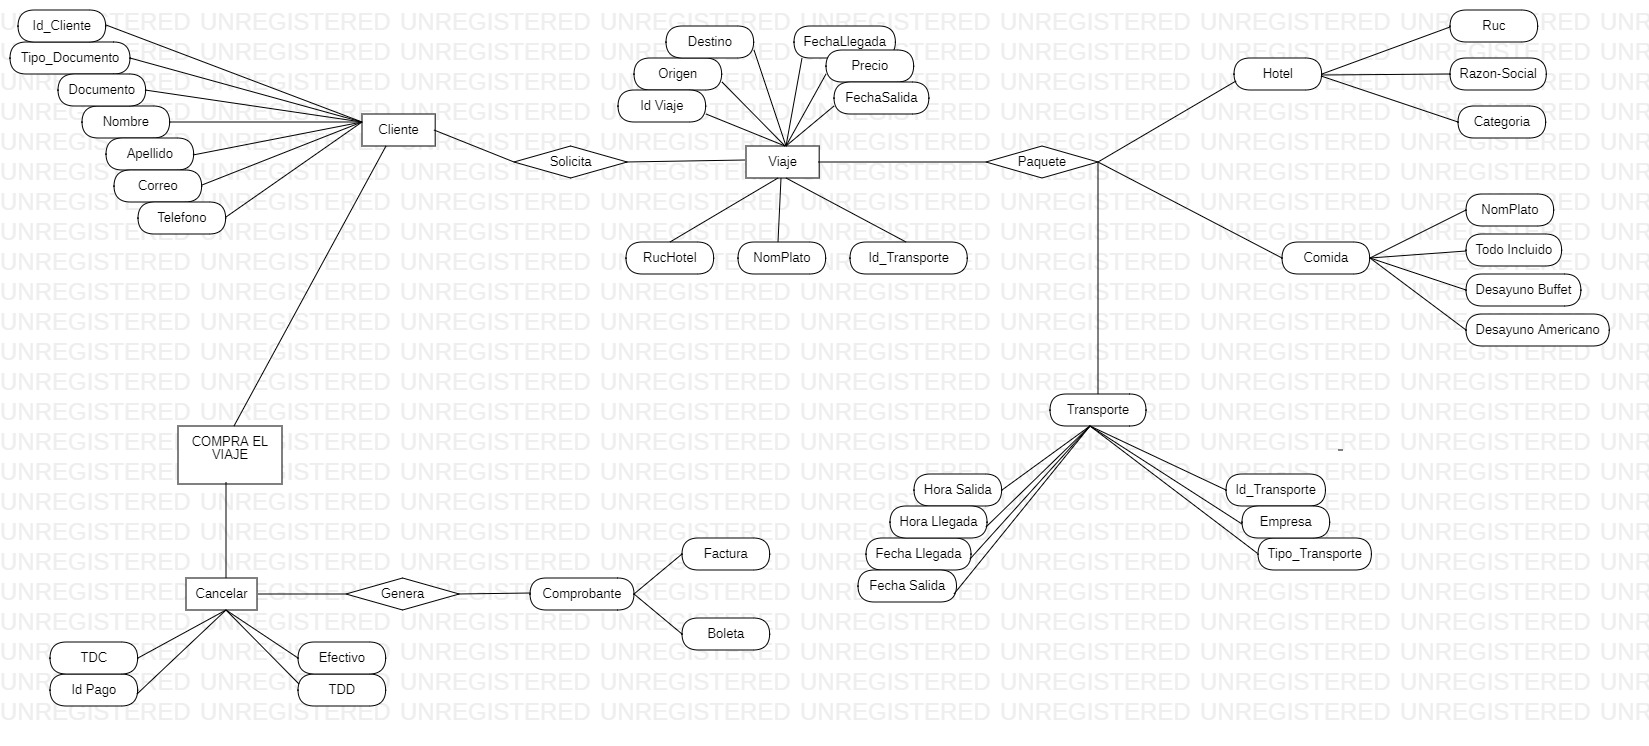 Id_Cliente
Tipo_Documento
Documento
Nombre
Apellido
Correo
Telefono
Cliente
Solicita
Destino
Origen
Id Viaje
FechaLlegada
Precio
FechaSalida
Viaje
RucHotel
NomPlato
Id_Transporte
Paquete
Hotel
Ruc
Razon-Social
Categoria
Comida
NomPlato
Todo Incluido
Desayuno Buffet
Desayuno Americano
Transporte
Hora Salida
Hora Llegada
Fecha Llegada
Fecha Salida
Id_Transporte
Empresa
Tipo_Transporte
COMPRA EL
VIAJE
Cancelar
Genera
Comprobante
Factura
Boleta
TDC
Id Pago
Efectivo
TDD
UNREGISTERED